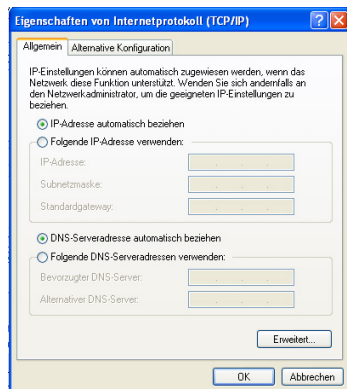 Eigenschaften von Internetprotokoll (TCP/IP)
Allgemein
Alternative Konfiguration
IP-Einstellungen können automatisch zugewiesen werden, wenn das
Netzwerk diese Funktion unterstützt. Wenden Sie sich andernfalls an
den Netzwerkadministrator, um die geeigneten IP-Einstellungen zu
beziehen.
IP-Adresse automatisch beziehen
Folgende IP-Adresse verwenden:
IP-Adresse:
Subnetzmaske:
Standardgateway:
DNS-Serveradresse automatisch beziehen
Folgende DNS-Serveradressen verwenden:
Bevorzugter DNS-Server:
Alternativer DNS-Server:
Erweitert...
OK
Abbrechen